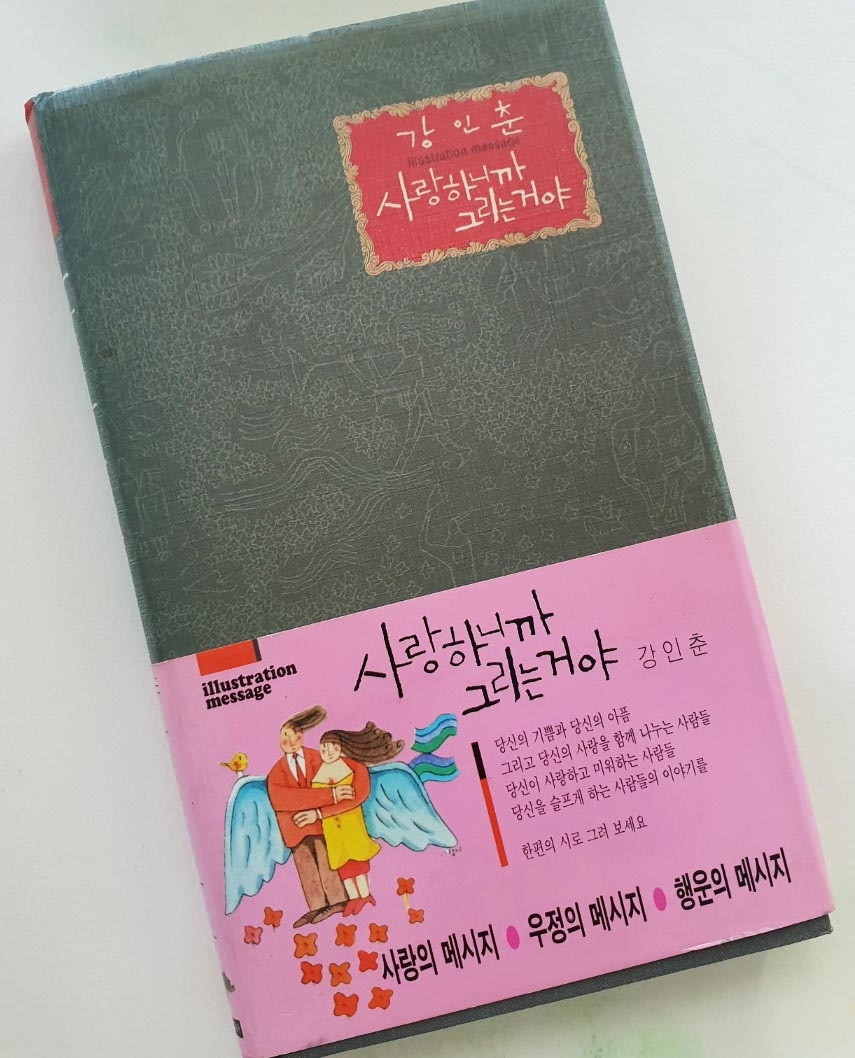 강인춘
illustration message
사랑하니까
그리는거야
illustration
message
사랑하니까
그리는거야
강인춘
당신의 기쁨과 당신의 아픔
그리고 당신의 사랑을 함께 나누는 사람들
당신이 사랑하고 미워하는 사람들
당신을 슬프게 하는 사람들의 이야기를
한편의 시로 그려 보세요
사랑의 메시지 ● 우정의 메시지 ● 행운의 메시지